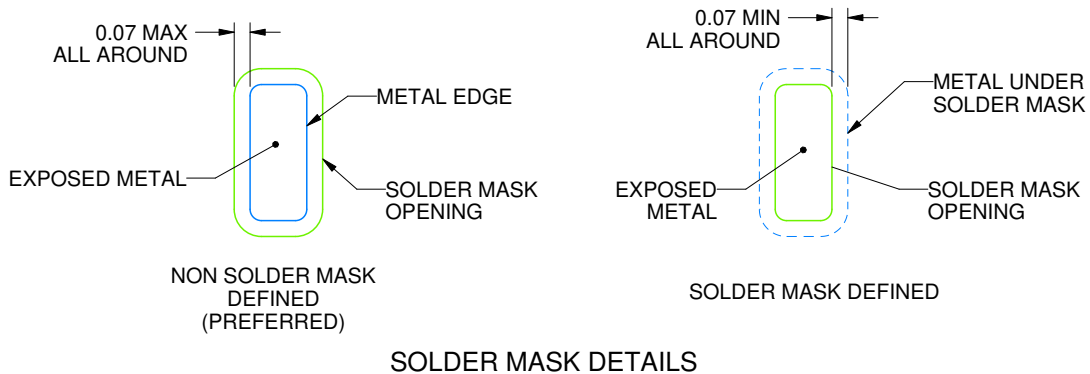 0.07 MAX
ALL AROUND
METAL EDGE
EXPOSED METAL
SOLDER MASK
OPENING
NON SOLDER MASK
DEFINED
(PREFERRED)
0.07 MIN
ALL AROUND
METAL UNDER
SOLDER MASK
EXPOSED
METAL
SOLDER MASK
OPENING
SOLDER MASK DEFINED
SOLDER MASK DETAILS